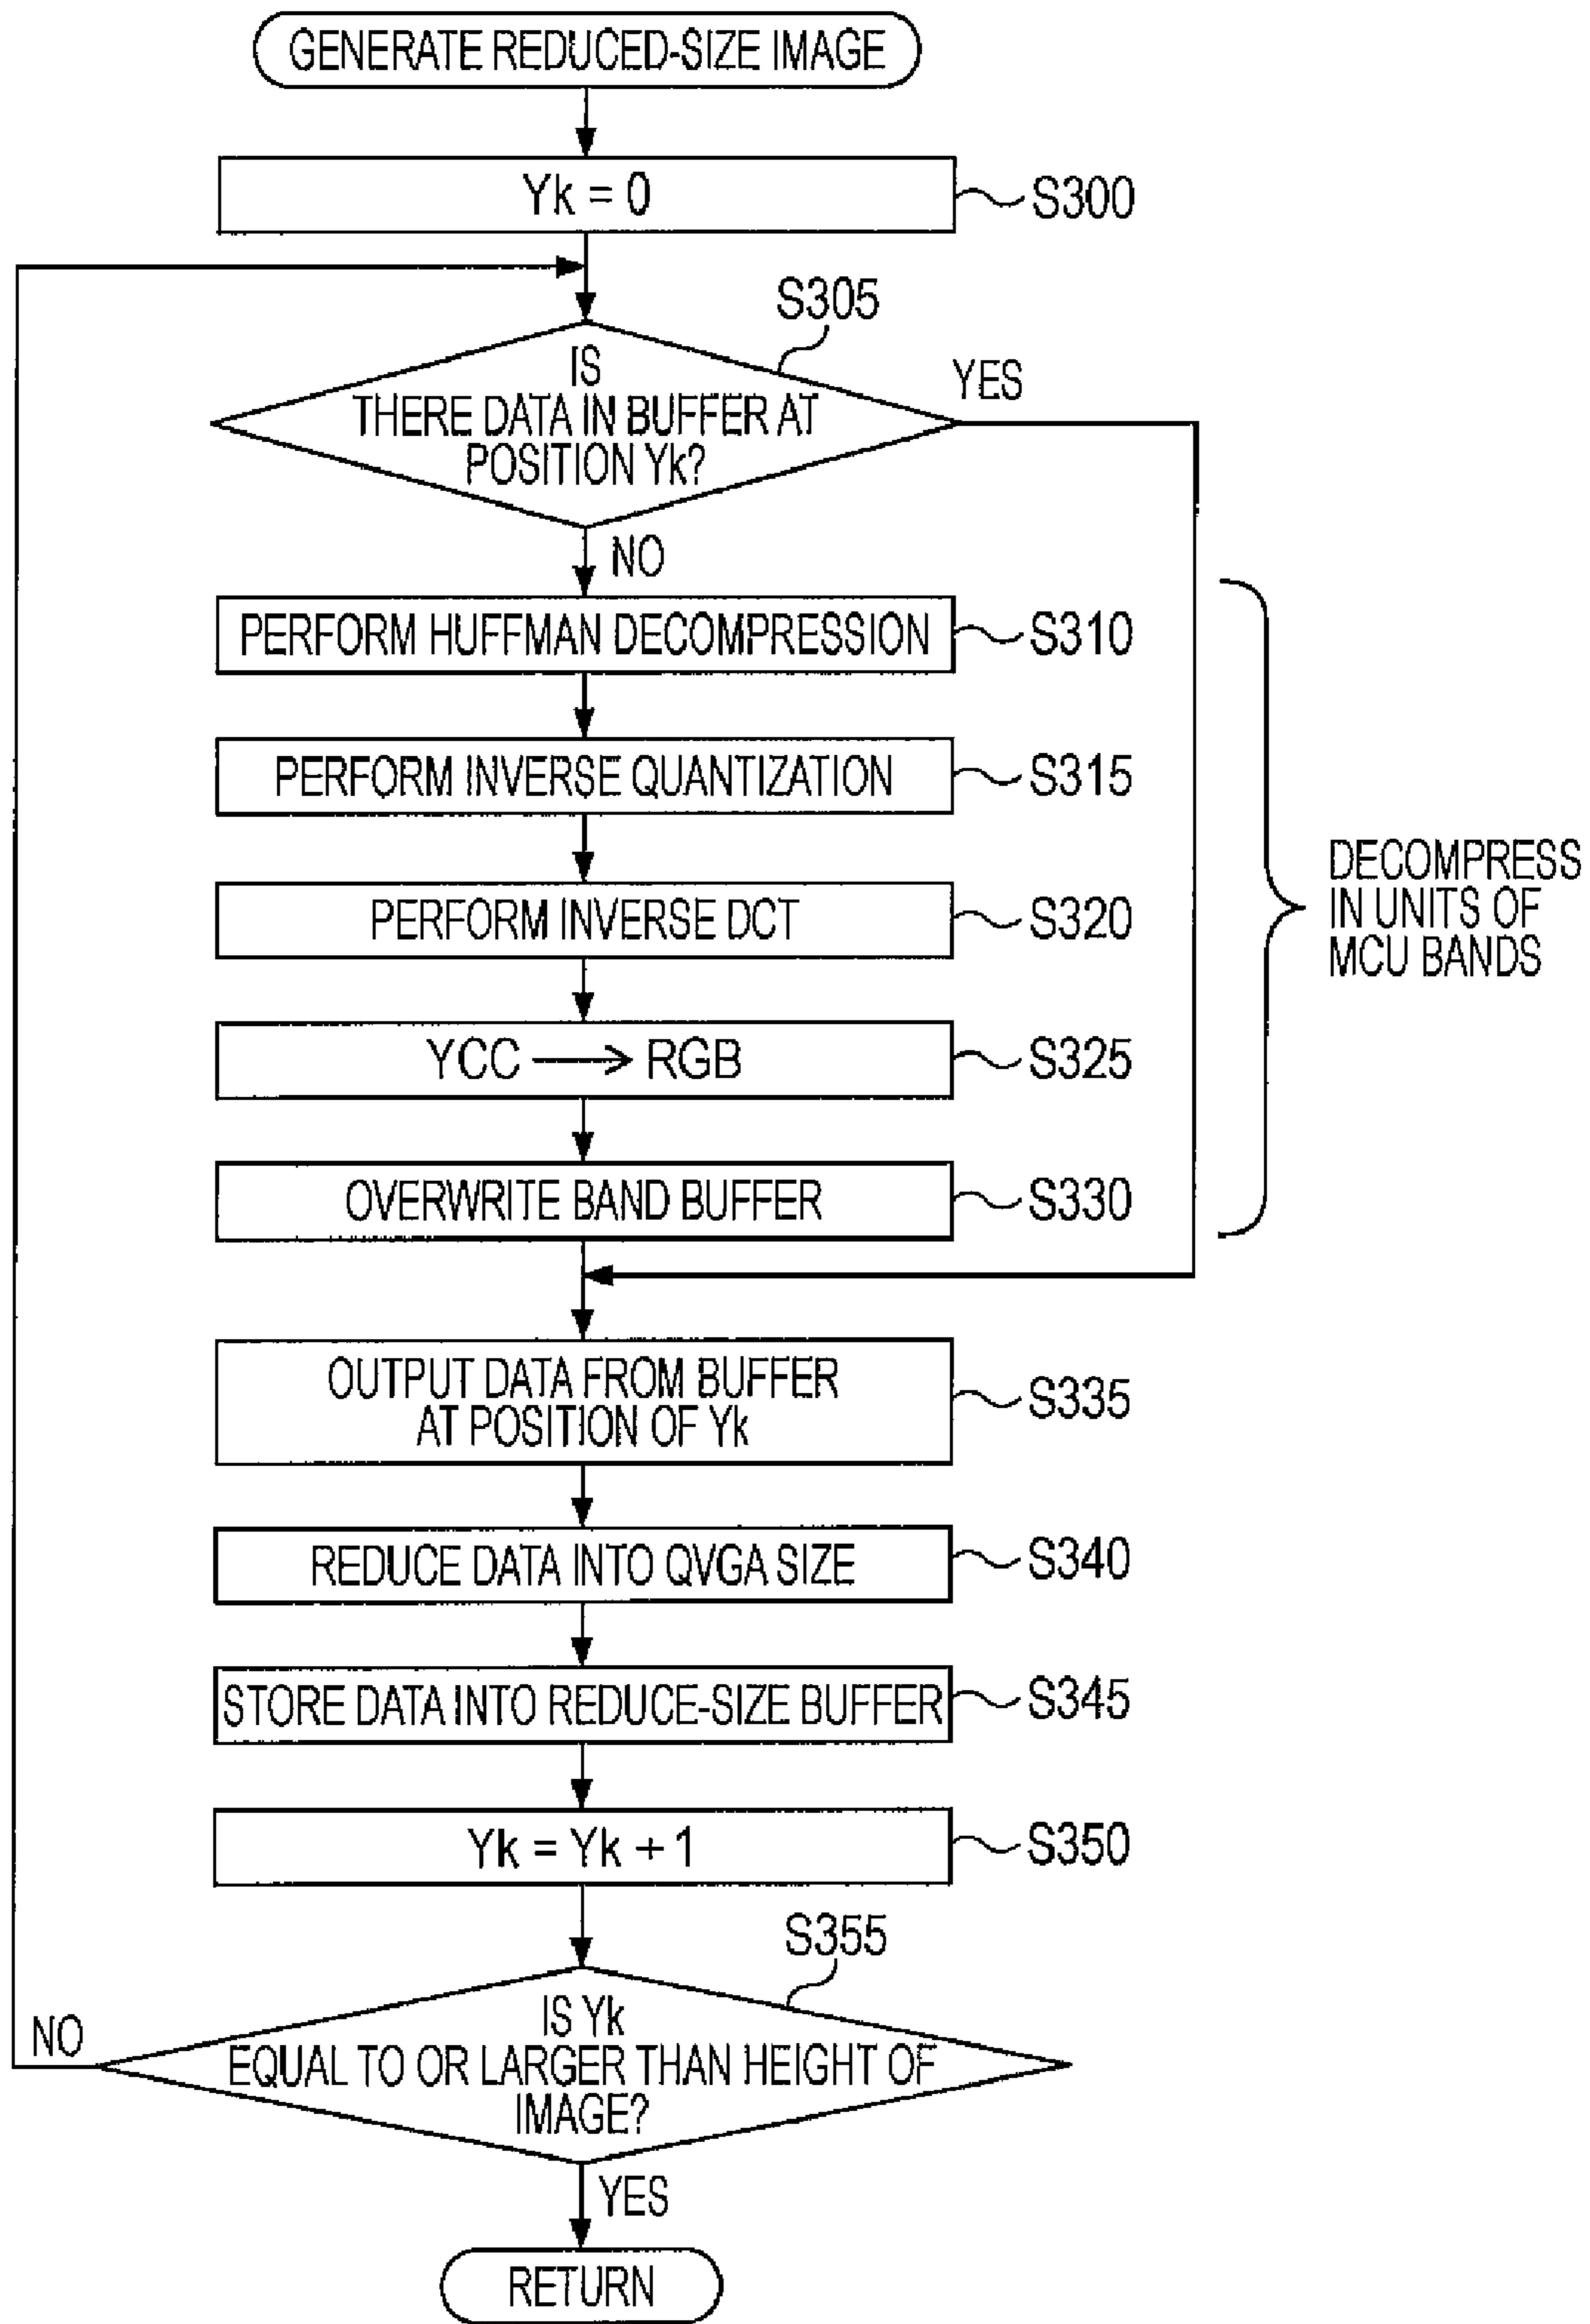 GENERATE REDUCED-SIZE IMAGE
Yk = 0
S300
S305
IS
THERE DATA IN BUFFER AT
POSITION Yk?
YES
NO
PERFORM HUFFMAN DECOMPRESSION
S310
PERFORM INVERSE QUANTIZATION
S315
DECOMPRESS
IN UNITS OF
MCU BANDS
PERFORM INVERSE DCT
S320
YCC → RGB
S325
OVERWRITE BAND BUFFER
S330
OUTPUT DATA FROM BUFFER
AT POSITION OF Yk
S335
REDUCE DATA INTO QVGA SIZE
S340
STORE DATA INTO REDUCE-SIZE BUFFER
S345
Yk = Yk + 1
S350
S355
IS Yk
EQUAL TO OR LARGER THAN HEIGHT OF
IMAGE?
NO
YES
RETURN